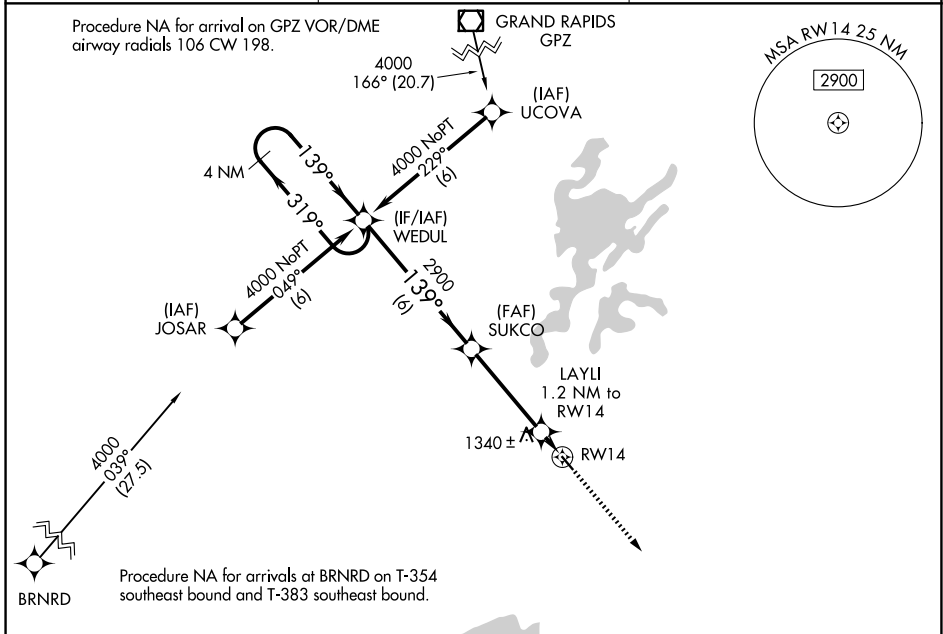 Procedure NA for arrival on GPZ VOR/DME
airway radials 106 CW 198.
GRAND RAPIDS
GPZ
MSA RW14 25 NM
2900
4000
166° (20.7)
(IAF)
UCOVA
4000 NoPT
229°
(6)
4 NM
139°
319°
(IF/IAF)
WEDUL
4000 NoPT
049°
(6)
2900
139°
(6)
(IAF)
JOSAR
(FAF)
SUKCO
LAYLI
1.2 NM to
RW14
1340 ±
RW14
4000
039°
(27.5)
BRNRD
Procedure NA for arrivals at BRNRD on T-354
southeast bound and T-383 southeast bound.